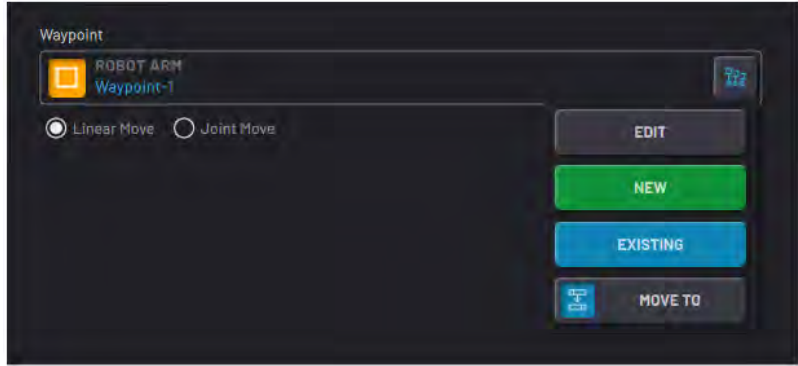 Waypoint
ROBOT ARM
Waypoint-1
Linear Move Joint Move
EDIT
NEW
EXISTING
MOVE TO